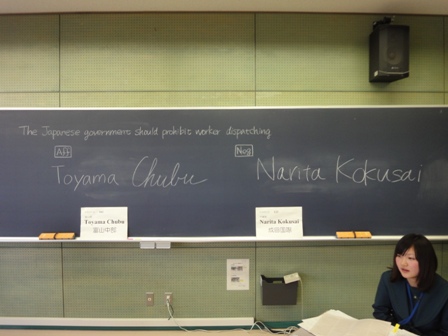 The Japanese government should prohibit worker dispatching.
Aff
Neg
Toyama Chubu
Narita Kokusai
Toyama Chubu
富山中部
Narita Kokusai
成田国際